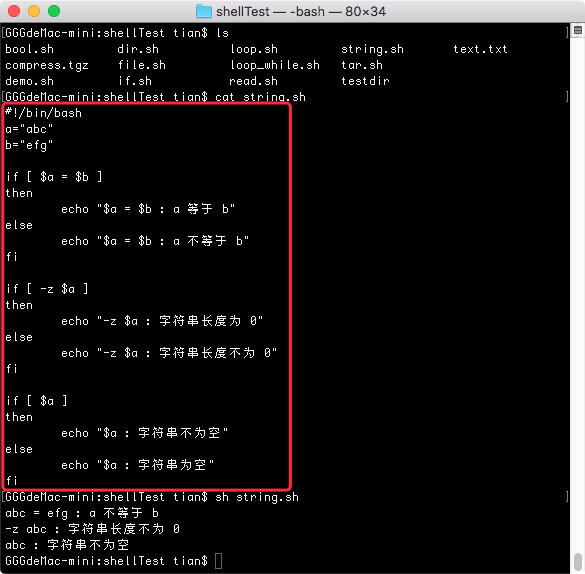 shellTest — -bash — 80×34
[GGGdeMac-mini:shellTest tian$ ls ]
bool.sh dir.sh loop.sh string.sh text.txt
compress.tgz file.sh loop_while.sh tar.sh
demo.sh if.sh read.sh testdir
[GGGdeMac-mini:shellTest tian$ cat string.sh ]
#!/bin/bash
a="abc"
b="efg"
if [ $a = $b ]
then
echo "$a = $b : a 等于 b"
else
echo "$a = $b : a 不等于 b"
fi
if [ -z $a ]
then
echo "-z $a : 字符串长度为 0"
else
echo "-z $a : 字符串长度不为 0"
fi
if [ $a ]
then
echo "$a : 字符串不为空"
else
echo "$a : 字符串为空"
fi
[GGGdeMac-mini:shellTest tian$ sh string.sh ]
abc = efg : a 不等于 b
-z abc : 字符串长度不为 0
abc : 字符串不为空
GGGdeMac-mini:shellTest tian$